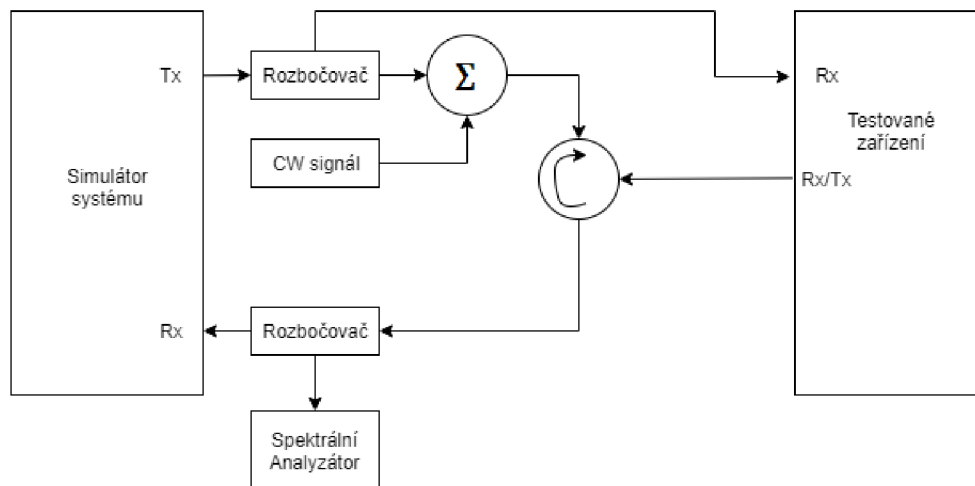 Tx
Rozbočovač
Σ
Rx
Testované
zařízení
CW signál
Simulátor
systému
Rx/Tx
Rx
Rozbočovač
Spektrální
Analyzátor